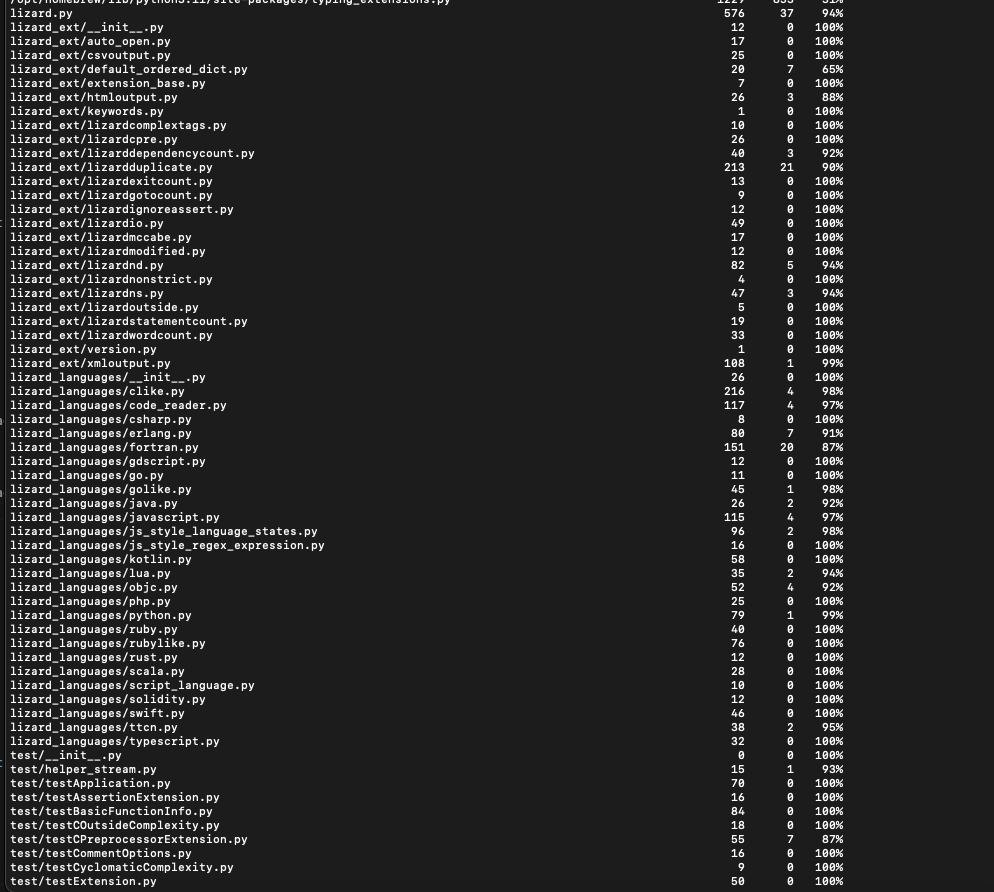 /opt/homebrew/lib/python3.11/site-packages/typing_extensions.py 1229 833
lizard.py 576 37 94%
lizard_ext/__init__.py 12 0 100%
lizard_ext/auto_open.py 17 0 100%
lizard_ext/csvoutput.py 25 0 100%
lizard_ext/default_ordered_dict.py 20 7 65%
lizard_ext/extension_base.py 7 0 100%
lizard_ext/htmloutput.py 26 3 88%
lizard_ext/keywords.py 1 0 100%
lizard_ext/lizardcomplextags.py 10 0 100%
lizard_ext/lizardcpre.py 26 0 100%
lizard_ext/lizarddependencycount.py 40 3 92%
lizard_ext/lizardduplicate.py 213 21 90%
lizard_ext/lizardexitcount.py 13 0 100%
lizard_ext/lizardgotocount.py 9 0 100%
lizard_ext/lizardignoreassert.py 12 0 100%
lizard_ext/lizardio.py 49 0 100%
lizard_ext/lizardmccabe.py 17 0 100%
lizard_ext/lizardmodified.py 12 0 100%
lizard_ext/lizardnd.py 82 5 94%
lizard_ext/lizardnonstrict.py 4 0 100%
lizard_ext/lizardns.py 47 3 94%
lizard_ext/lizardoutside.py 5 0 100%
lizard_ext/lizardstatementcount.py 19 0 100%
lizard_ext/lizardwordcount.py 33 0 100%
lizard_ext/version.py 1 0 100%
lizard_ext/xmloutput.py 108 1 99%
lizard_languages/__init__.py 26 0 100%
lizard_languages/clike.py 216 4 98%
lizard_languages/code_reader.py 117 4 97%
lizard_languages/csharp.py 8 0 100%
lizard_languages/erlang.py 80 7 91%
lizard_languages/fortran.py 151 20 87%
lizard_languages/gdscript.py 12 0 100%
lizard_languages/go.py 11 0 100%
lizard_languages/golike.py 45 1 98%
lizard_languages/java.py 26 2 92%
lizard_languages/javascript.py 115 4 97%
lizard_languages/js_style_language_states.py 96 2 98%
lizard_languages/js_style_regex_expression.py 16 0 100%
lizard_languages/kotlin.py 58 0 100%
lizard_languages/lua.py 35 2 94%
lizard_languages/objc.py 52 4 92%
lizard_languages/php.py 25 0 100%
lizard_languages/python.py 79 1 99%
lizard_languages/ruby.py 40 0 100%
lizard_languages/rubylike.py 76 0 100%
lizard_languages/rust.py 12 0 100%
lizard_languages/scala.py 28 0 100%
lizard_languages/script_language.py 10 0 100%
lizard_languages/solidity.py 12 0 100%
lizard_languages/swift.py 46 0 100%
lizard_languages/ttcn.py 38 2 95%
lizard_languages/typescript.py 32 0 100%
test/__init__.py 0 0 100%
test/helper_stream.py 15 1 93%
test/testApplication.py 70 0 100%
test/testAssertionExtension.py 16 0 100%
test/testBasicFunctionInfo.py 84 0 100%
test/testCOutsideComplexity.py 18 0 100%
test/testCPreprocessorExtension.py 55 7 87%
test/testCommentOptions.py 16 0 100%
test/testCyclomaticComplexity.py 9 0 100%
test/testExtension.py 50 0 100%